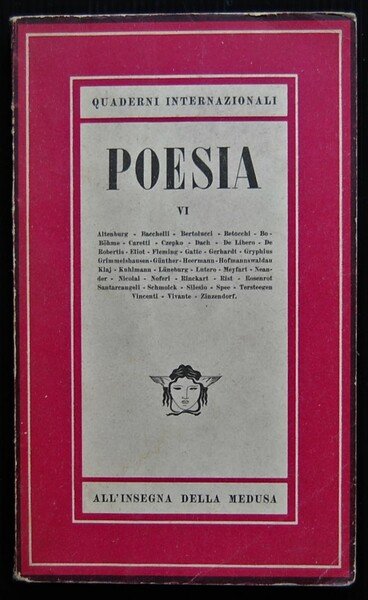 QUADERNI INTERNAZIONALI
POESIA
VI
Altenburg - Bacchelli - Bertolucci - Betocchi - Bo-
Böhme - Caretti - Czepko - Dach - De Libero - De
Robertis - Eliot - Fleming - Gatto - Gerhardt - Gryphius
Grimmelshausen - Günther - Heermann - Hofmannswaldau
Klaj - Kuhlmann - Lüneburg - Lutero - Meyfart - Nean-
der - Nicolai - Noferi - Rinckart - Rist - Rosenrot
Santarcangeli - Schmolck - Silesio - Spee - Tersteegen
Vincenti - Vivante - Zinzendorf.
ALL'INSEGNA DELLA MEDUSA